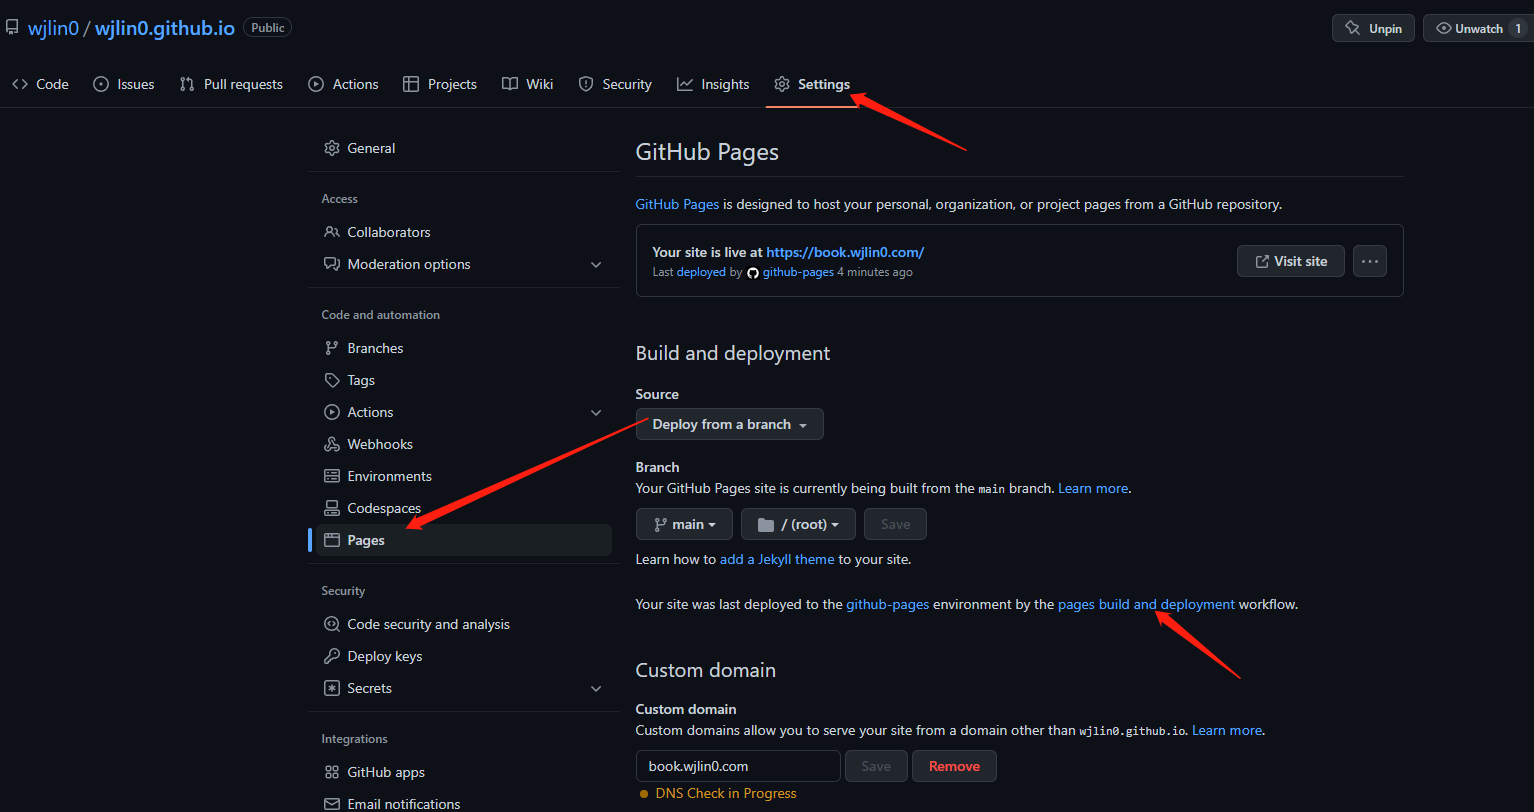 wjlin0 / wjlin0.github.io Public
Unpin
Unwatch 1
Code Issues Pull requests Actions Projects Wiki Security Insights Settings
General
Access
Collaborators
Moderation options
Code and automation
Branches
Tags
Actions
Webhooks
Environments
Codespaces
Pages
Security
Code security and analysis
Deploy keys
Secrets
Integrations
GitHub apps
Email notifications
GitHub Pages
GitHub Pages is designed to host your personal, organization, or project pages from a GitHub repository.
Your site is live at https://book.wjlin0.com/
Last deployed by github-pages 4 minutes ago
Visit site
Build and deployment
Source
Deploy from a branch
Branch
Your GitHub Pages site is currently being built from the main branch. Learn more.
main / (root) Save
Learn how to add a Jekyll theme to your site.
Your site was last deployed to the github-pages environment by the pages build and deployment workflow.
Custom domain
Custom domain
Custom domains allow you to serve your site from a domain other than wjlin0.github.io. Learn more.
book.wjlin0.com Save Remove
DNS Check in Progress